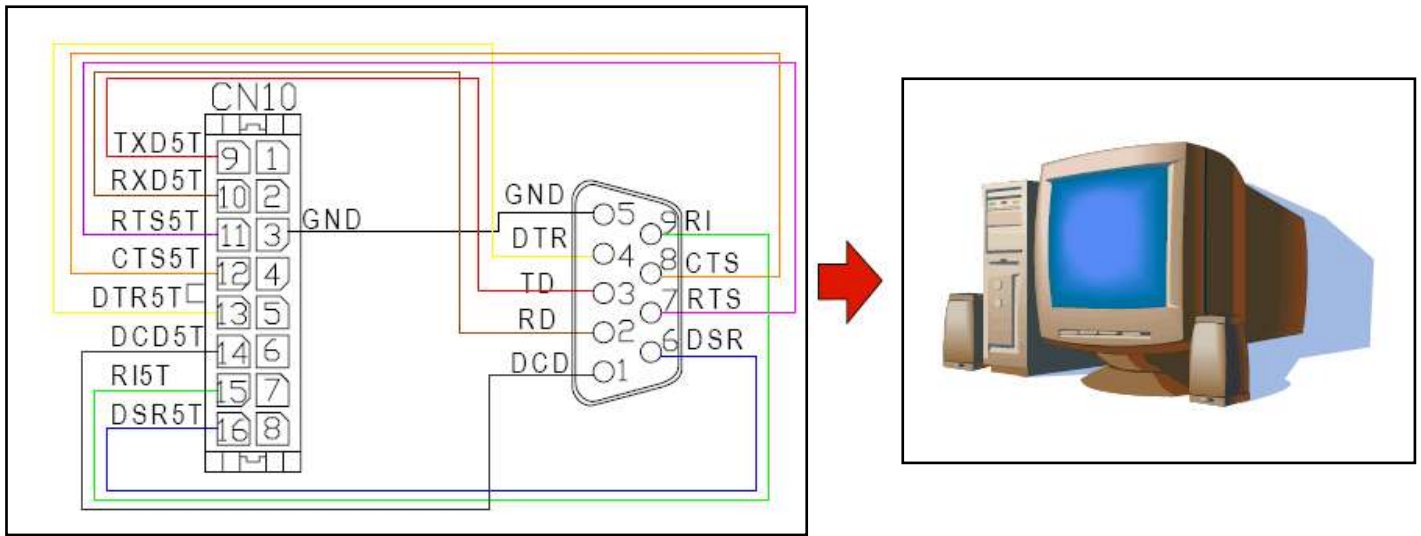 CN10
TXD5T 9 1
RXD5T 10 2
RTS5T 11 3 GND
CTS5T 12 4
DTR5T 13 5
DCD5T 14 6
RI5T 15 7
DSR5T 16 8
GND 5 9 RI
DTR 4 8 CTS
TD 3 7 RTS
RD 2 6 DSR
DCD 1